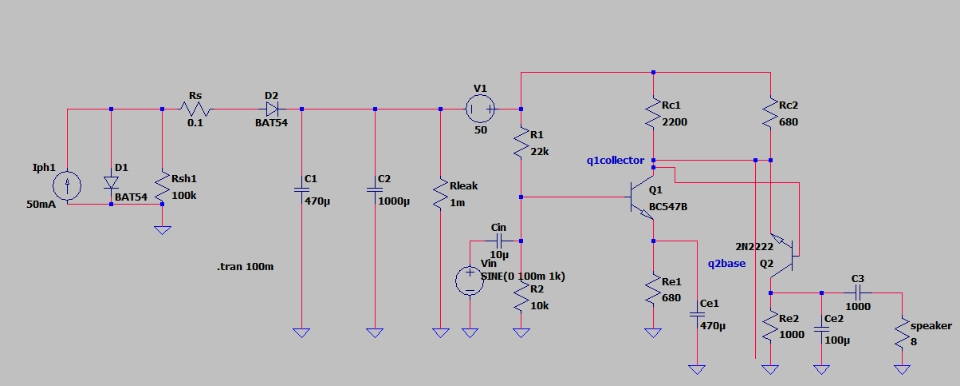 V1
50
Rs
0.1
D2
BAT54
Rc1
2200
Rc2
680
R1
22k
q1collector
Iph1
50mA
D1
BAT54
Rsh1
100k
C1
470µ
C2
1000µ
Rleak
1m
Q1
BC547B
Cin
10µ
2N2222
Q2
q2base
.tran 100m
Vin
SINE(0 100m 1k)
R2
10k
Re1
680
Ce1
470µ
C3
1000
Re2
1000
Ce2
100µ
speaker
8